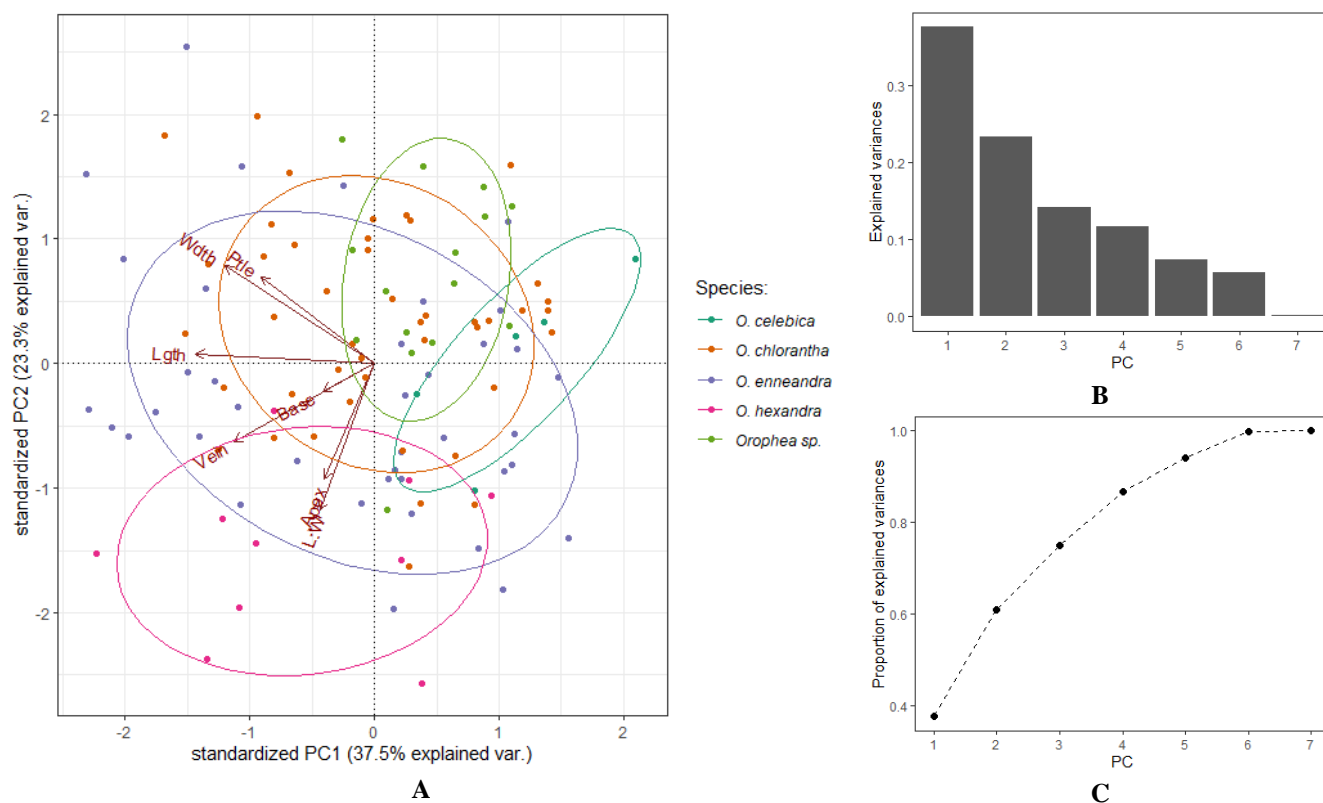 2
1
0
-1
-2
standardized PC2 (23.3% explained var.)
Wdth
Ptle
Lgth
Base
Vein
Apex
L:W
-2
-1
0
1
2
standardized PC1 (37.5% explained var.)
A
Species:
O. celebica
O. chlorantha
O. enneandra
O. hexandra
Orophea sp.
0.3
0.2
0.1
0.0
Explained variances
1 2 3 4 5 6 7
PC
B
1.0
0.8
0.6
0.4
Proportion of explained variances
1 2 3 4 5 6 7
PC
C